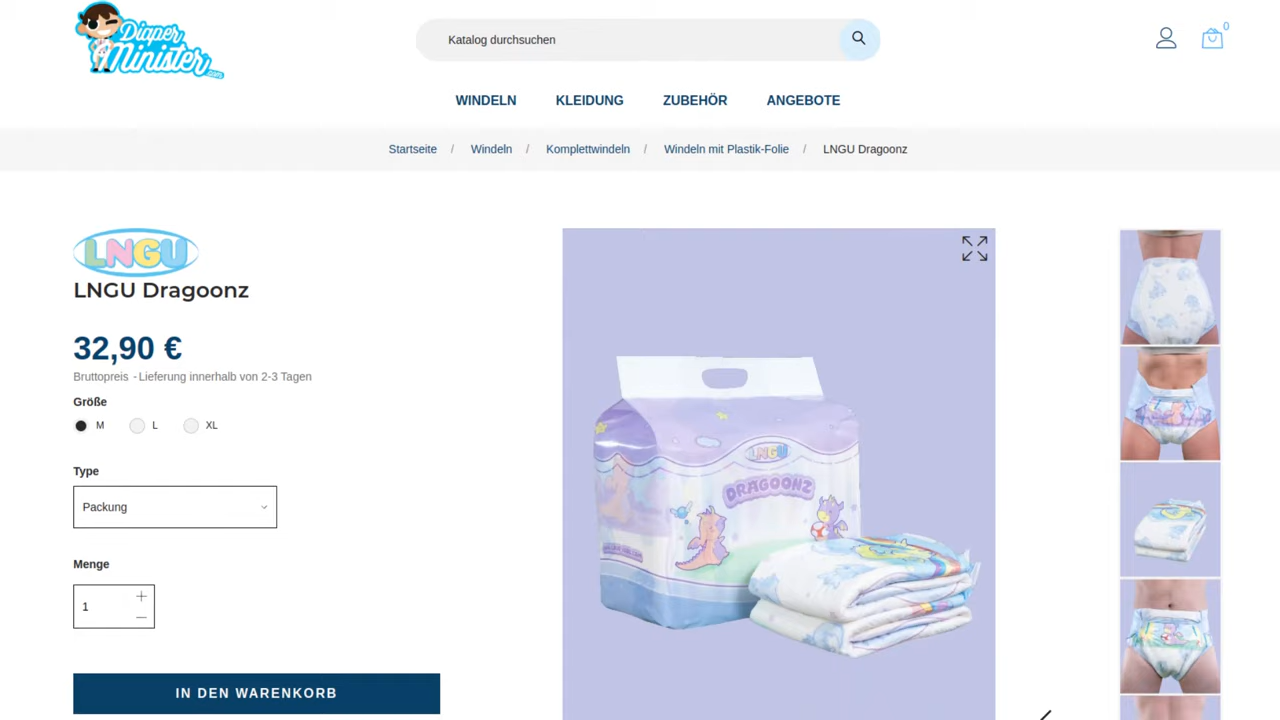 Diaper
Minister.com
Katalog durchsuchen
0
WINDELN KLEIDUNG ZUBEHÖR ANGEBOTE
Startseite / Windeln / Komplettwindeln / Windeln mit Plastik-Folie / LNGU Dragoonz
LNGU
LNGU Dragoonz
32,90 €
Bruttopreis - Lieferung innerhalb von 2-3 Tagen
Größe
M L XL
Type
Packung
Menge
1
IN DEN WARENKORB
LNGU
DRAGOONZ